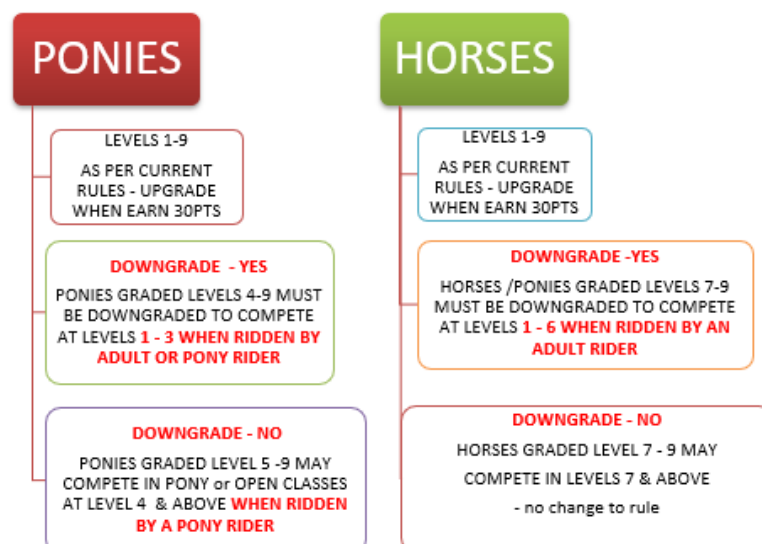 PONIES
LEVELS 1-9
AS PER CURRENT
RULES - UPGRADE
WHEN EARN 30PTS
DOWNGRADE - YES
PONIES GRADED LEVELS 4-9 MUST
BE DOWNGRADED TO COMPETE
AT LEVELS 1 - 3 WHEN RIDDEN BY
ADULT OR PONY RIDER
DOWNGRADE - NO
PONIES GRADED LEVEL 5 -9 MAY
COMPETE IN PONY or OPEN CLASSES
AT LEVEL 4 & ABOVE WHEN RIDDEN
BY A PONY RIDER
HORSES
LEVELS 1-9
AS PER CURRENT
RULES - UPGRADE
WHEN EARN 30PTS
DOWNGRADE -YES
HORSES /PONIES GRADED LEVELS 7-9
MUST BE DOWNGRADED TO COMPETE
AT LEVELS 1 - 6 WHEN RIDDEN BY AN
ADULT RIDER
DOWNGRADE - NO
HORSES GRADED LEVEL 7 - 9 MAY
COMPETE IN LEVELS 7 & ABOVE
- no change to rule